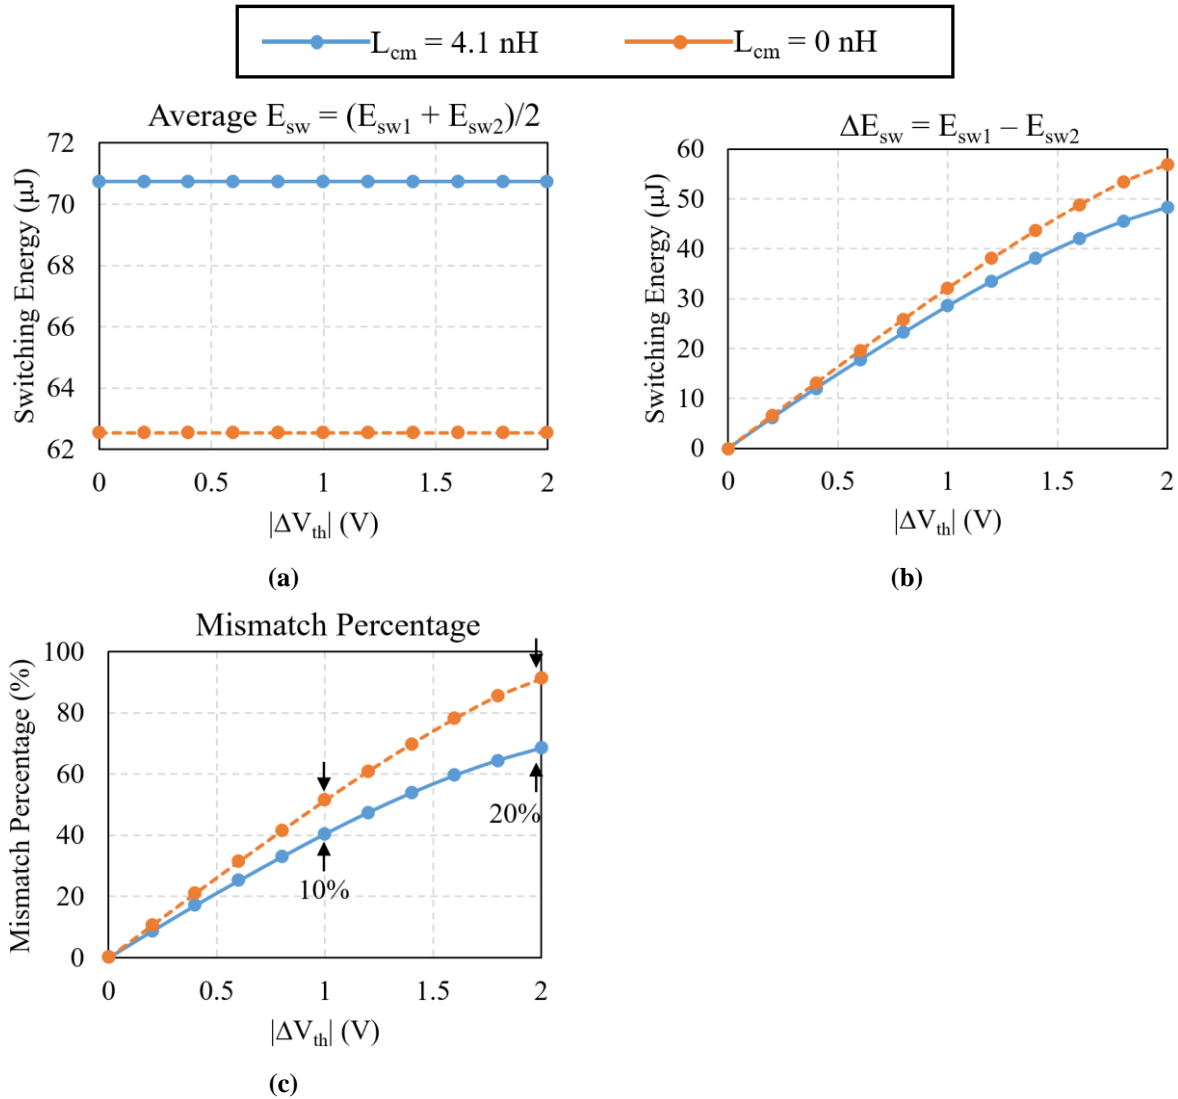 L_cm = 4.1 nH L_cm = 0 nH
Average E_sw = (E_sw1 + E_sw2)/2
Switching Energy (µJ)
72
70
68
66
64
62
0 0.5 1 1.5 2
|ΔV_th| (V)
(a)
ΔE_sw = E_sw1 – E_sw2
Switching Energy (µJ)
60
50
40
30
20
10
0
0 0.5 1 1.5 2
|ΔV_th| (V)
(b)
Mismatch Percentage
Mismatch Percentage (%)
100
80
60
40
20
0
20%
10%
0 0.5 1 1.5 2
|ΔV_th| (V)
(c)